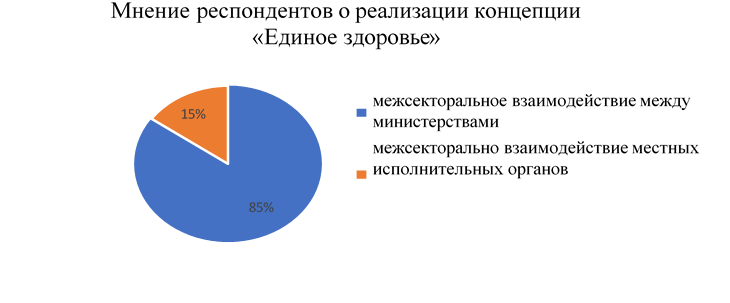 Мнение респондентов о реализации концепции
«Единое здоровье»
15%
85%
межсекторальное взаимодействие между
министерствами
межсекторально взаимодействие местных
исполнительных органов